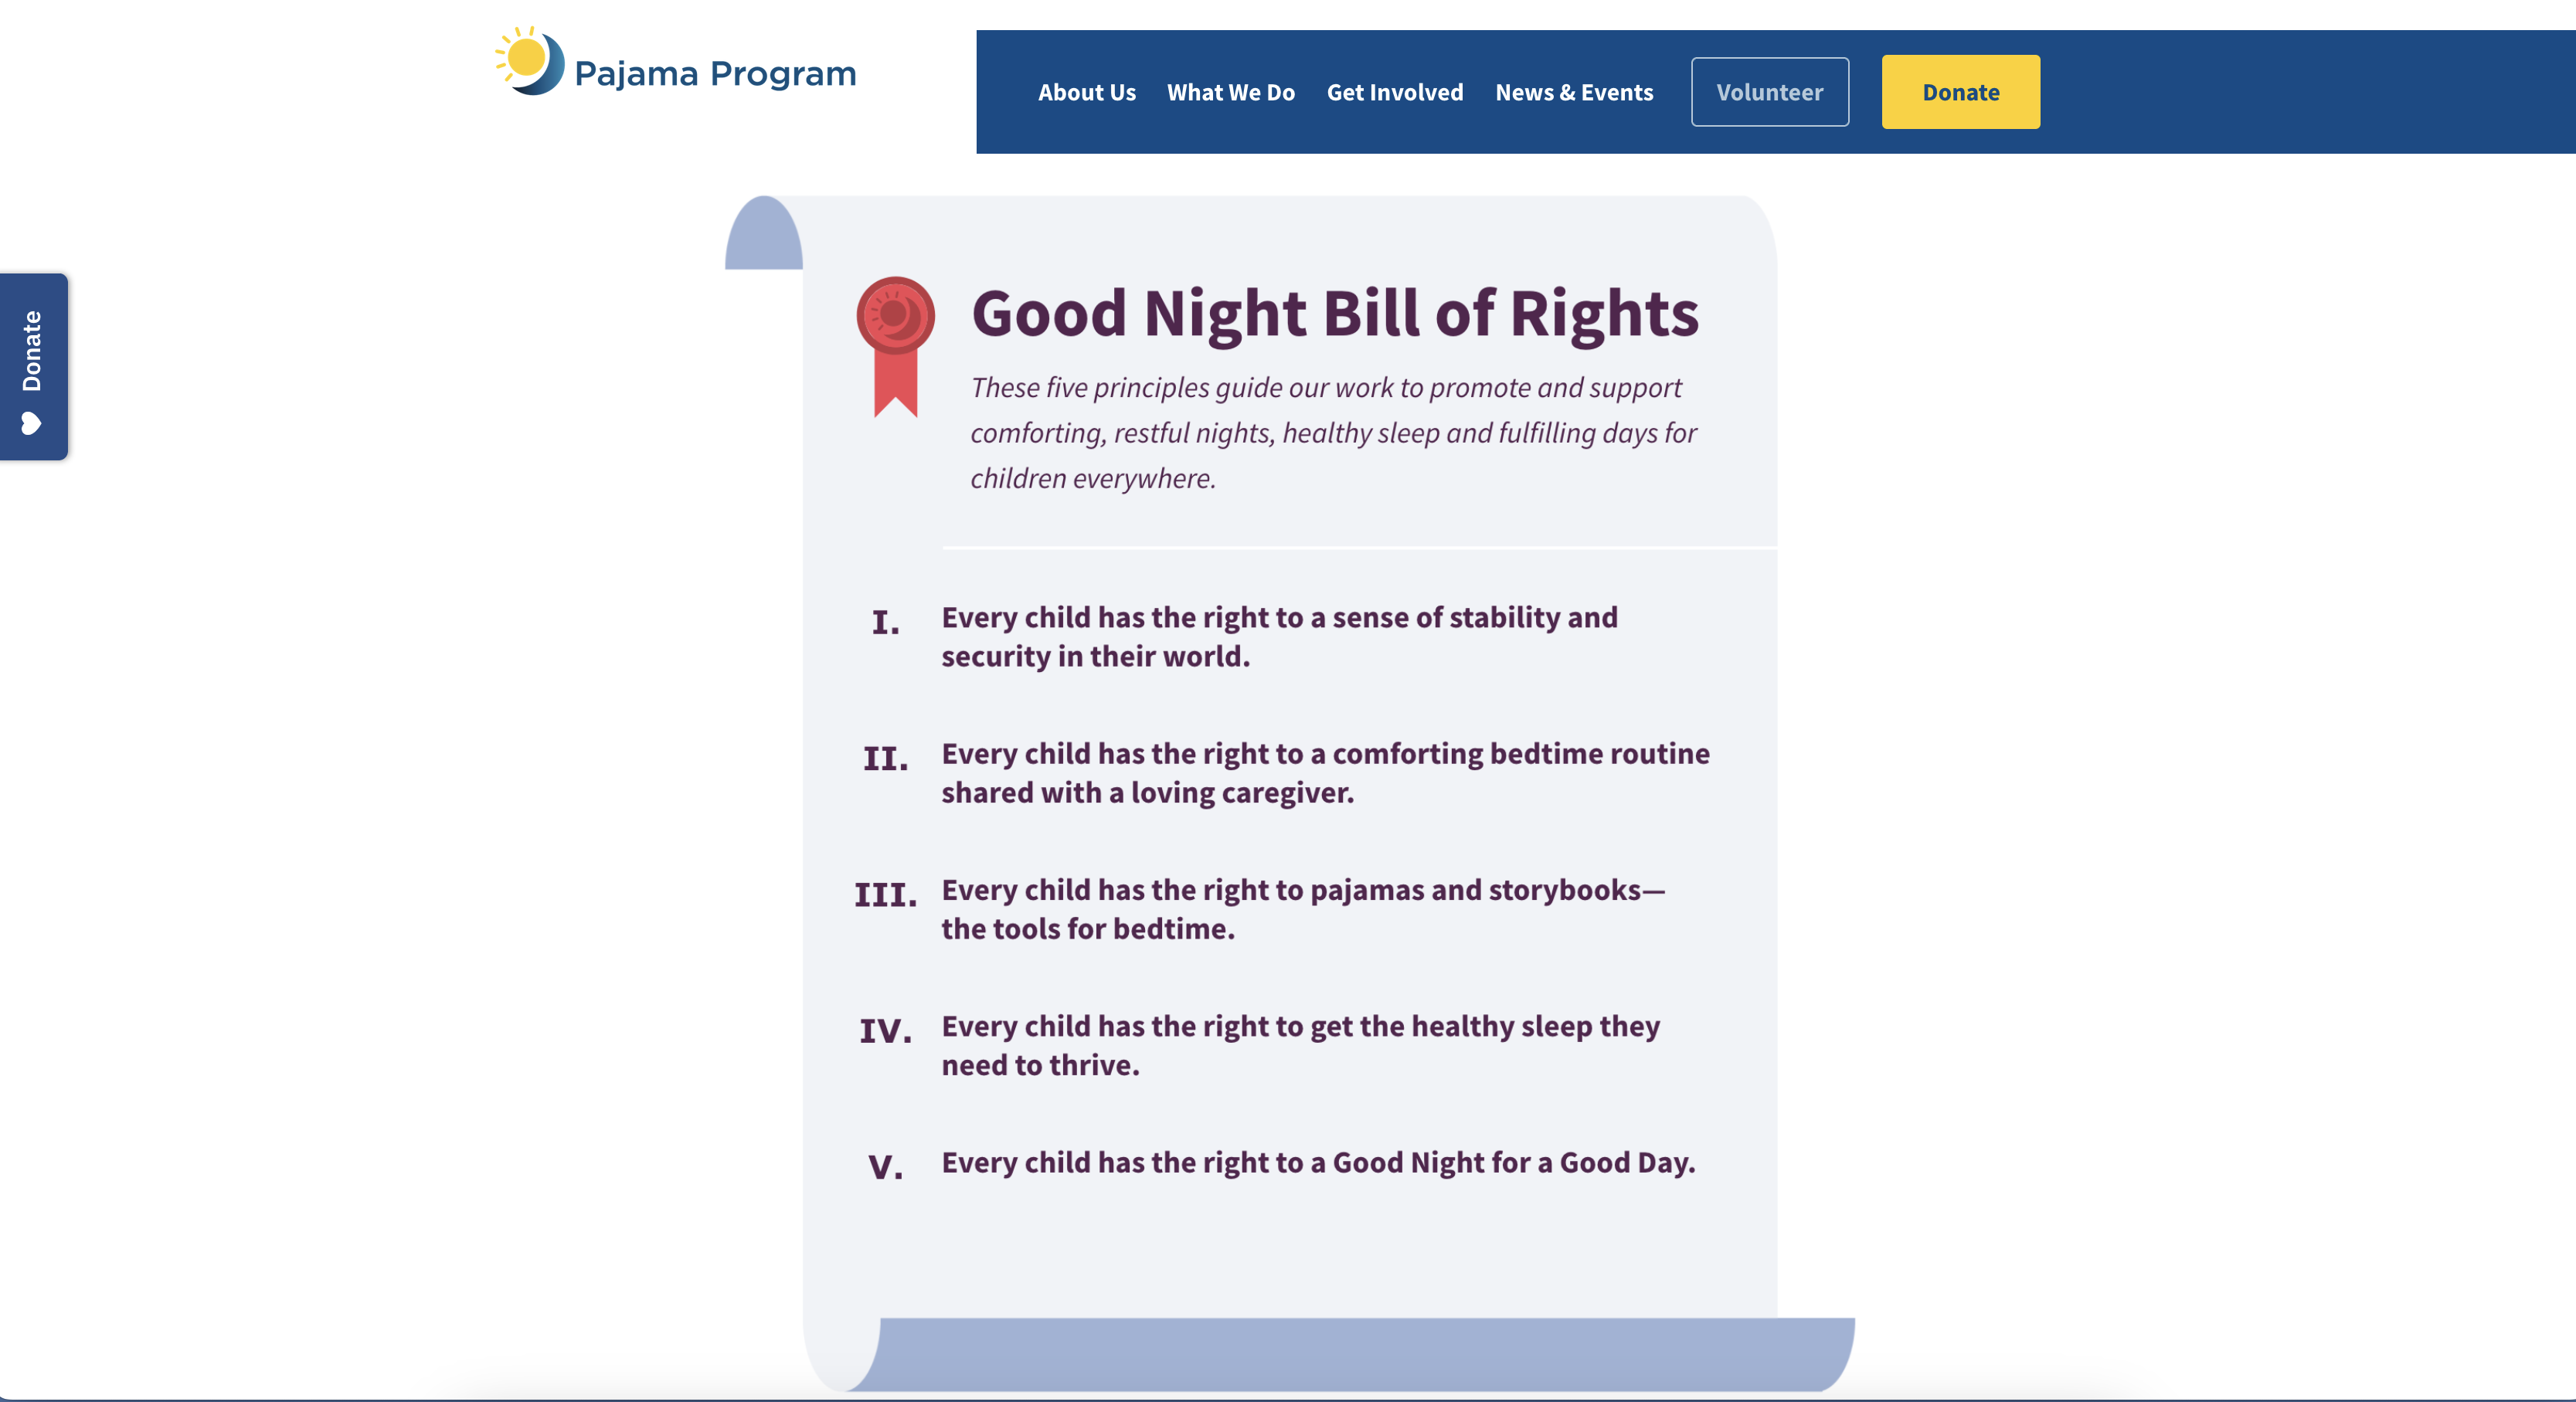 Pajama Program
About Us
What We Do
Get Involved
News & Events
Volunteer
Donate
Donate
Good Night Bill of Rights
These five principles guide our work to promote and support
comforting, restful nights, healthy sleep and fulfilling days for
children everywhere.
I. Every child has the right to a sense of stability and
security in their world.
II. Every child has the right to a comforting bedtime routine
shared with a loving caregiver.
III. Every child has the right to pajamas and storybooks—
the tools for bedtime.
IV. Every child has the right to get the healthy sleep they
need to thrive.
V. Every child has the right to a Good Night for a Good Day.